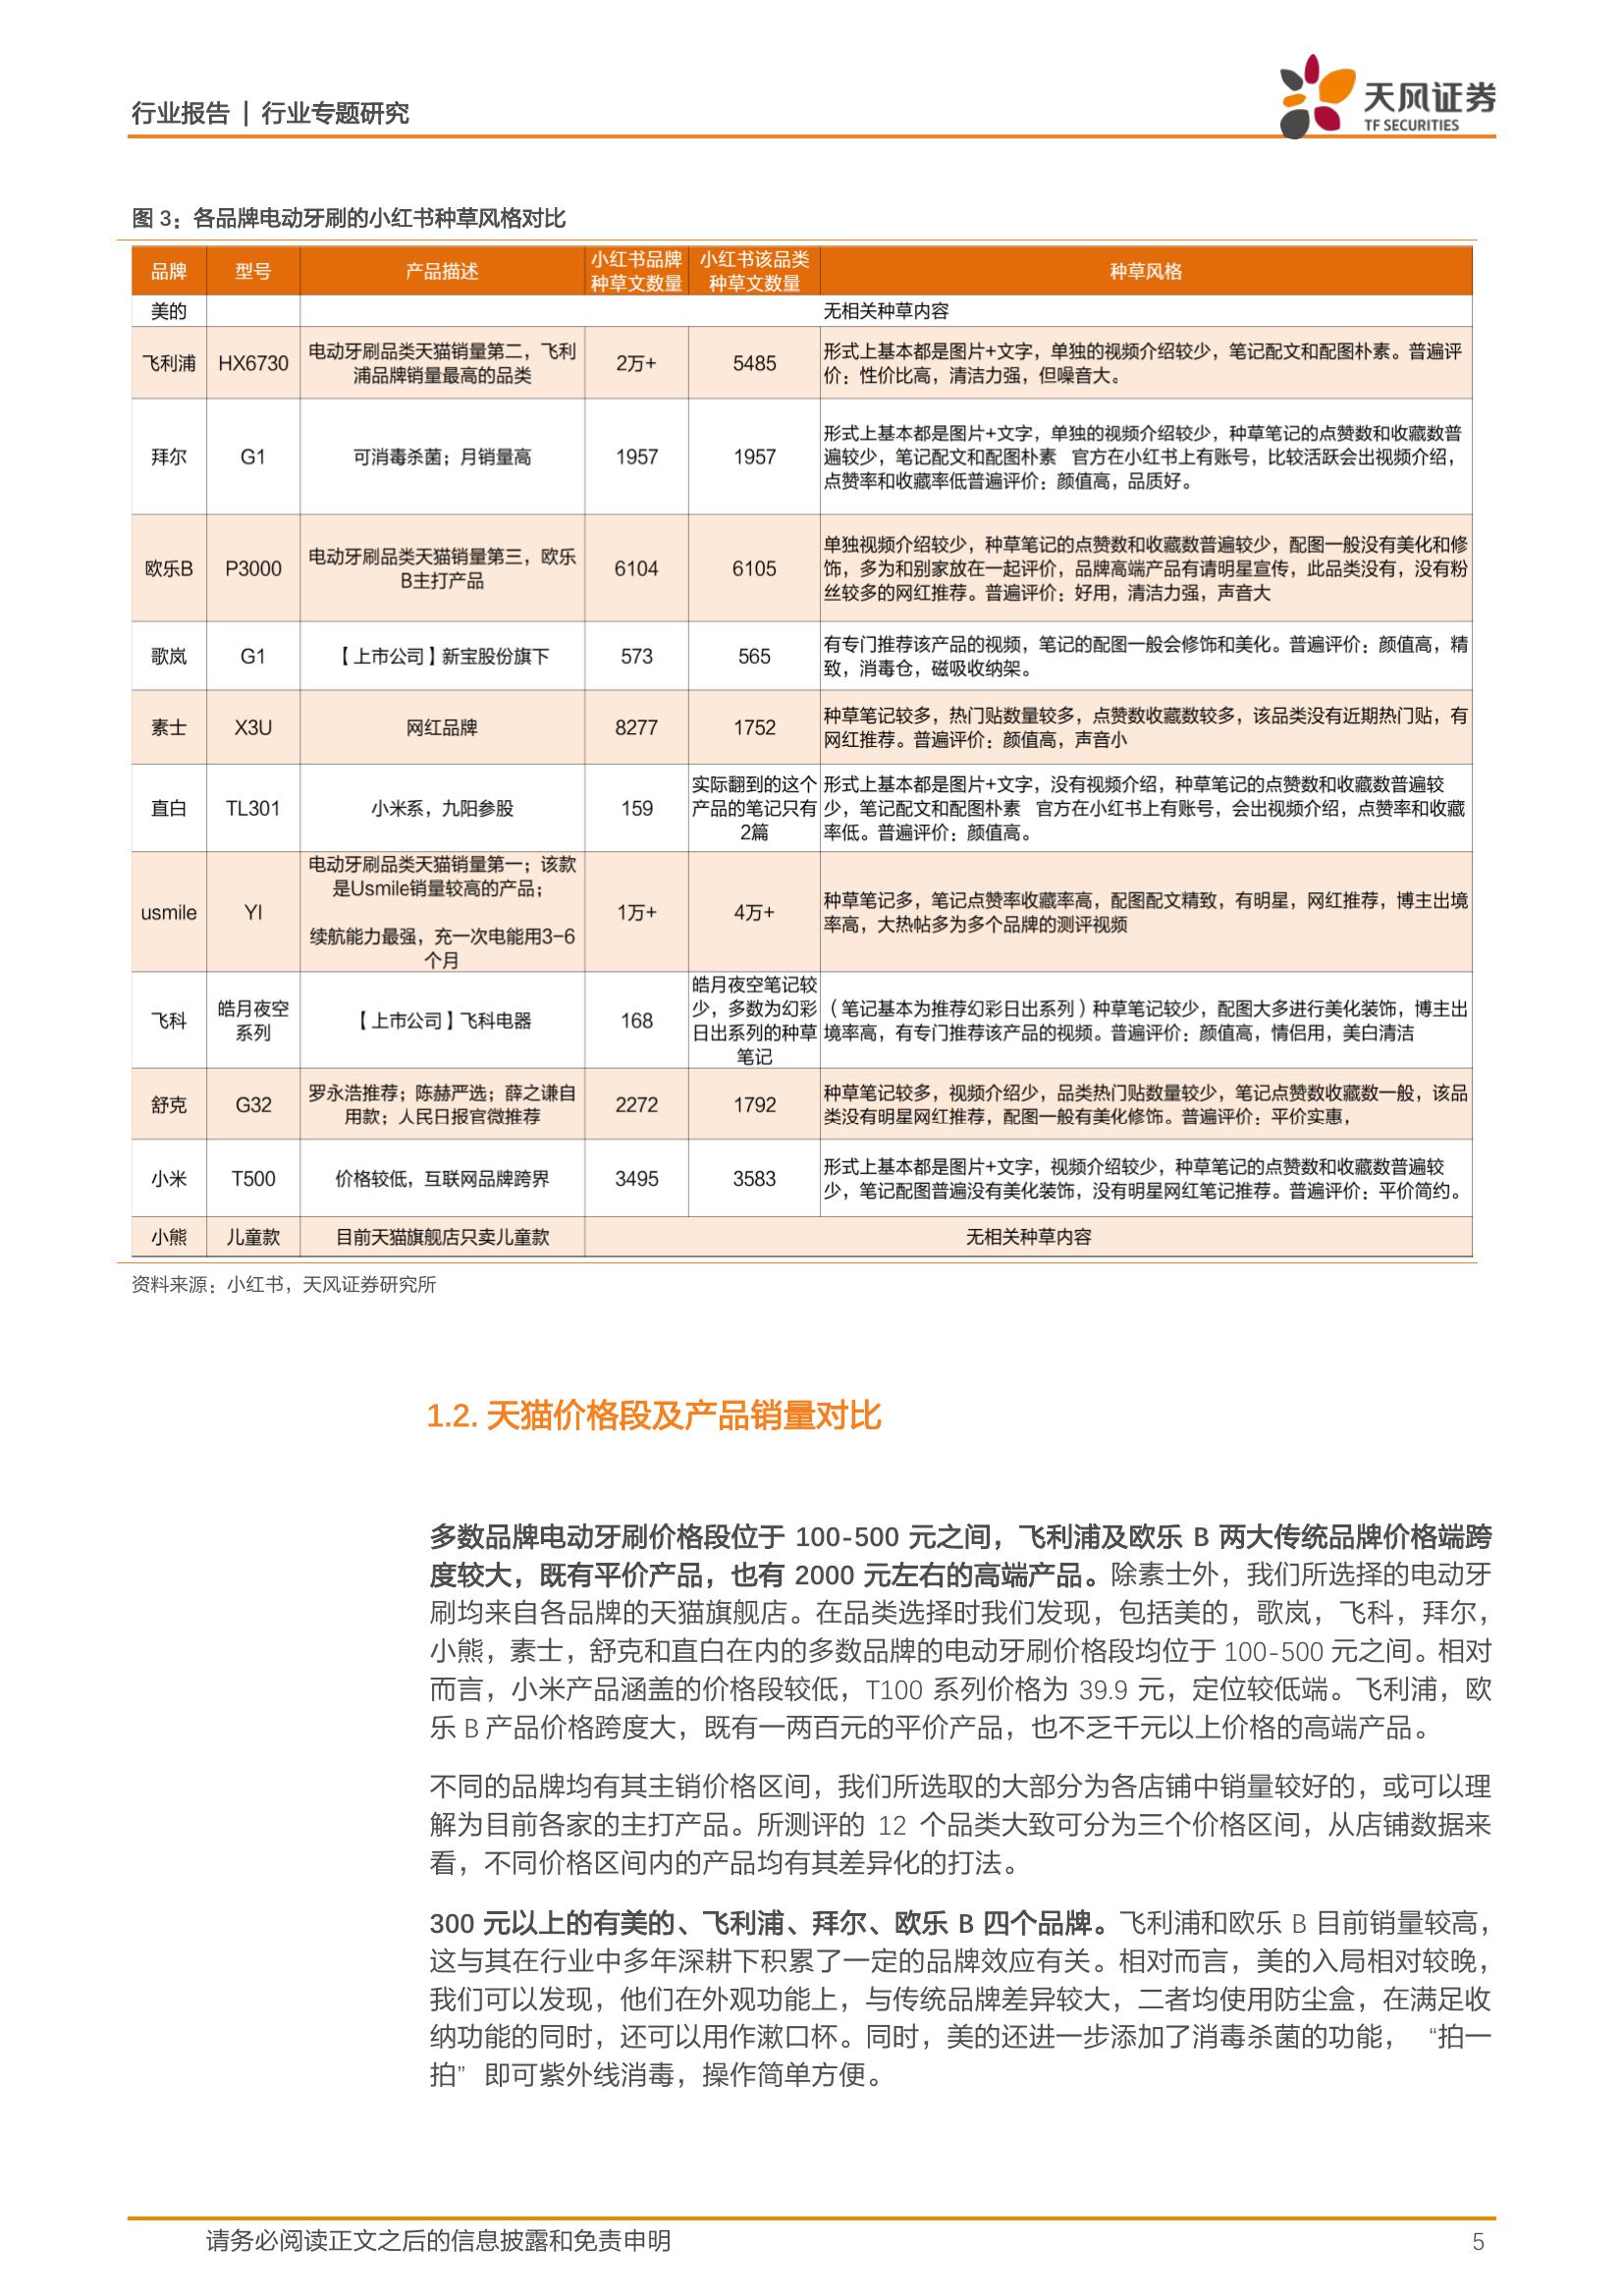 行业报告 | 行业专题研究
天风证券
TF SECURITIES
图 3：各品牌电动牙刷的小红书种草风格对比
品牌 型号 产品描述 小红书品牌种草文数量 小红书该品类种草文数量 种草风格
美的 无相关种草内容
飞利浦 HX6730
电动牙刷品类天猫销量第二，飞利
浦品牌销量最高的品类
2万+ 5485
形式上基本都是图片+文字，单独的视频介绍较少，笔记配文和配图朴素。普遍评
价：性价比高，清洁力强，但噪音大。
拜尔 G1 可消毒杀菌；月销量高 1957 1957
形式上基本都是图片+文字，单独的视频介绍较少，种草笔记的点赞数和收藏数普
遍较少，笔记配文和配图朴素 官方在小红书上有账号，比较活跃会出视频介绍，
点赞率和收藏率低普遍评价：颜值高，品质好。
欧乐B P3000
电动牙刷品类天猫销量第三，欧乐
B主打产品
6104 6105
单独视频介绍较少，种草笔记的点赞数和收藏数普遍较少，配图一般没有美化和修
饰，多为和别家放在一起评价，品牌高端产品有请明星宣传，此品类没有，没有粉
丝较多的网红推荐。普遍评价：好用，清洁力强，声音大
歌岚 G1 【上市公司】新宝股份旗下 573 565
有专门推荐该产品的视频，笔记的配图一般会修饰和美化。普遍评价：颜值高，精
致，消毒仓，磁吸收纳架。
素士 X3U 网红品牌 8277 1752
种草笔记较多，热门贴数量较多，点赞数收藏数较多，该品类没有近期热门贴，有
网红推荐。普遍评价：颜值高，声音小
直白 TL301 小米系，九阳参股 159
实际翻到的这个
产品的笔记只有
2篇
形式上基本都是图片+文字，没有视频介绍，种草笔记的点赞数和收藏数普遍较
少，笔记配文和配图朴素 官方在小红书上有账号，会出视频介绍，点赞率和收藏
率低。普遍评价：颜值高。
usmile YI
电动牙刷品类天猫销量第一；该款
是Usmile销量较高的产品；
续航能力最强，充一次电能用3-6
个月
1万+ 4万+
种草笔记多，笔记点赞率收藏率高，配图配文精致，有明星，网红推荐，博主出境
率高，大热帖多为多个品牌的测评视频
飞科
皓月夜空
系列
【上市公司】飞科电器 168
皓月夜空笔记较
少，多数为幻彩
日出系列的种草
笔记
（笔记基本为推荐幻彩日出系列）种草笔记较少，配图大多进行美化装饰，博主出
境率高，有专门推荐该产品的视频。普遍评价：颜值高，情侣用，美白清洁
舒克 G32
罗永浩推荐；陈赫严选；薛之谦自
用款；人民日报官微推荐
2272 1792
种草笔记较多，视频介绍少，品类热门贴数量较少，笔记点赞数收藏数一般，该品
类没有明星网红推荐，配图一般有美化修饰。普遍评价：平价实惠，
小米 T500 价格较低，互联网品牌跨界 3495 3583
形式上基本都是图片+文字，视频介绍较少，种草笔记的点赞数和收藏数普遍较
少，笔记配图普遍没有美化装饰，没有明星网红笔记推荐。普遍评价：平价简约。
小熊 儿童款 目前天猫旗舰店只卖儿童款 无相关种草内容
资料来源：小红书，天风证券研究所
1.2. 天猫价格段及产品销量对比
多数品牌电动牙刷价格段位于 100-500 元之间，飞利浦及欧乐 B 两大传统品牌价格端跨
度较大，既有平价产品，也有 2000 元左右的高端产品。除素士外，我们所选择的电动牙
刷均来自各品牌的天猫旗舰店。在品类选择时我们发现，包括美的，歌岚，飞科，拜尔，
小熊，素士，舒克和直白在内的多数品牌的电动牙刷价格段均位于 100-500 元之间。相对
而言，小米产品涵盖的价格段较低，T100 系列价格为 39.9 元，定位较低端。飞利浦，欧
乐 B 产品价格跨度大，既有一两百元的平价产品，也不乏千元以上价格的高端产品。
不同的品牌均有其主销价格区间，我们所选取的大部分为各店铺中销量较好的，或可以理
解为目前各家的主打产品。所测评的 12 个品类大致可分为三个价格区间，从店铺数据来
看，不同价格区间内的产品均有其差异化的打法。
300 元以上的有美的、飞利浦、拜尔、欧乐 B 四个品牌。飞利浦和欧乐 B 目前销量较高，
这与其在行业中多年深耕下积累了一定的品牌效应有关。相对而言，美的入局相对较晚，
我们可以发现，他们在外观功能上，与传统品牌差异较大，二者均使用防尘盒，在满足收
纳功能的同时，还可以用作漱口杯。同时，美的还进一步添加了消毒杀菌的功能， “拍一
拍” 即可紫外线消毒，操作简单方便。
请务必阅读正文之后的信息披露和免责申明 5